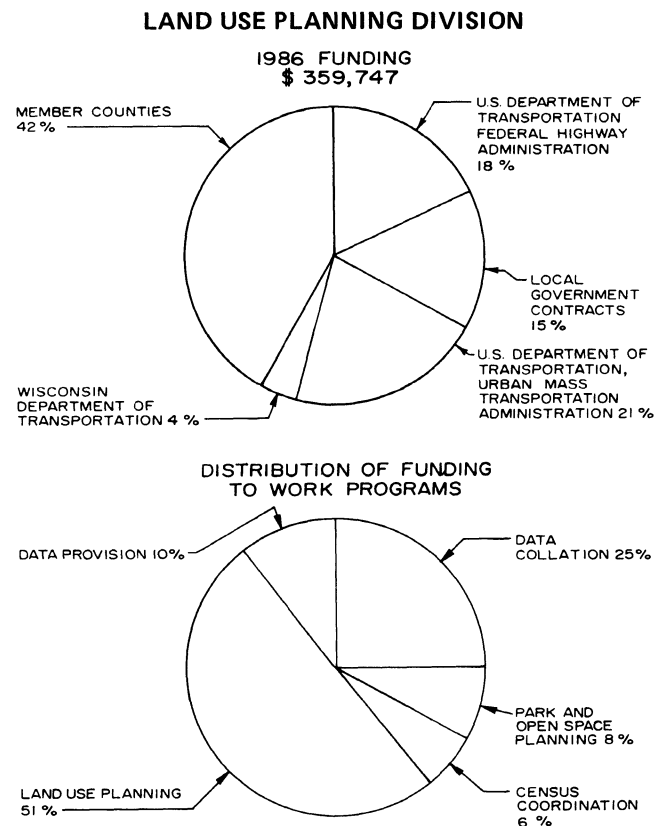 LAND USE PLANNING DIVISION
1986 FUNDING
$ 359,747
MEMBER COUNTIES
42 %
U.S. DEPARTMENT OF
TRANSPORTATION
FEDERAL HIGHWAY
ADMINISTRATION
18 %
LOCAL
GOVERNMENT
CONTRACTS
15 %
U.S. DEPARTMENT OF
TRANSPORTATION,
URBAN MASS
TRANSPORTATION
ADMINISTRATION 21 %
WISCONSIN
DEPARTMENT OF
TRANSPORTATION 4 %
DISTRIBUTION OF FUNDING
TO WORK PROGRAMS
DATA PROVISION 10%
DATA
COLLATION 25%
PARK AND
OPEN SPACE
PLANNING 8 %
LAND USE PLANNING
51 %
CENSUS
COORDINATION
6 %